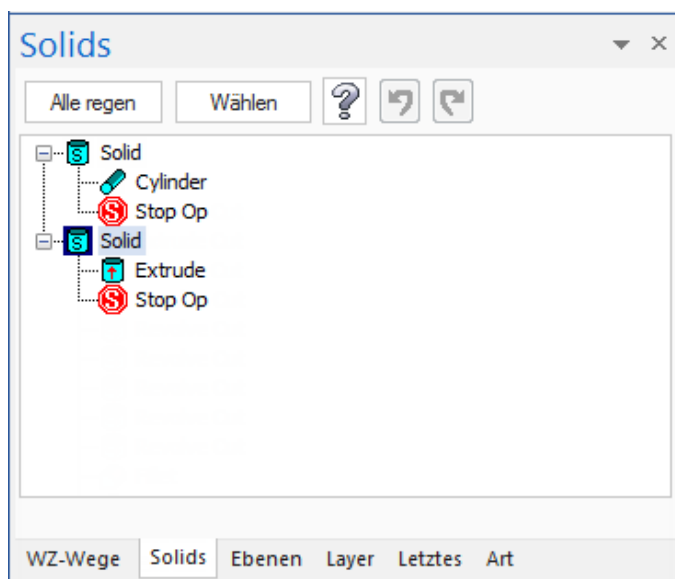 Solids
Alle regen Wählen
Solid
Cylinder
Stop Op
Solid
Extrude
Stop Op
WZ-Wege Solids Ebenen Layer Letztes Art